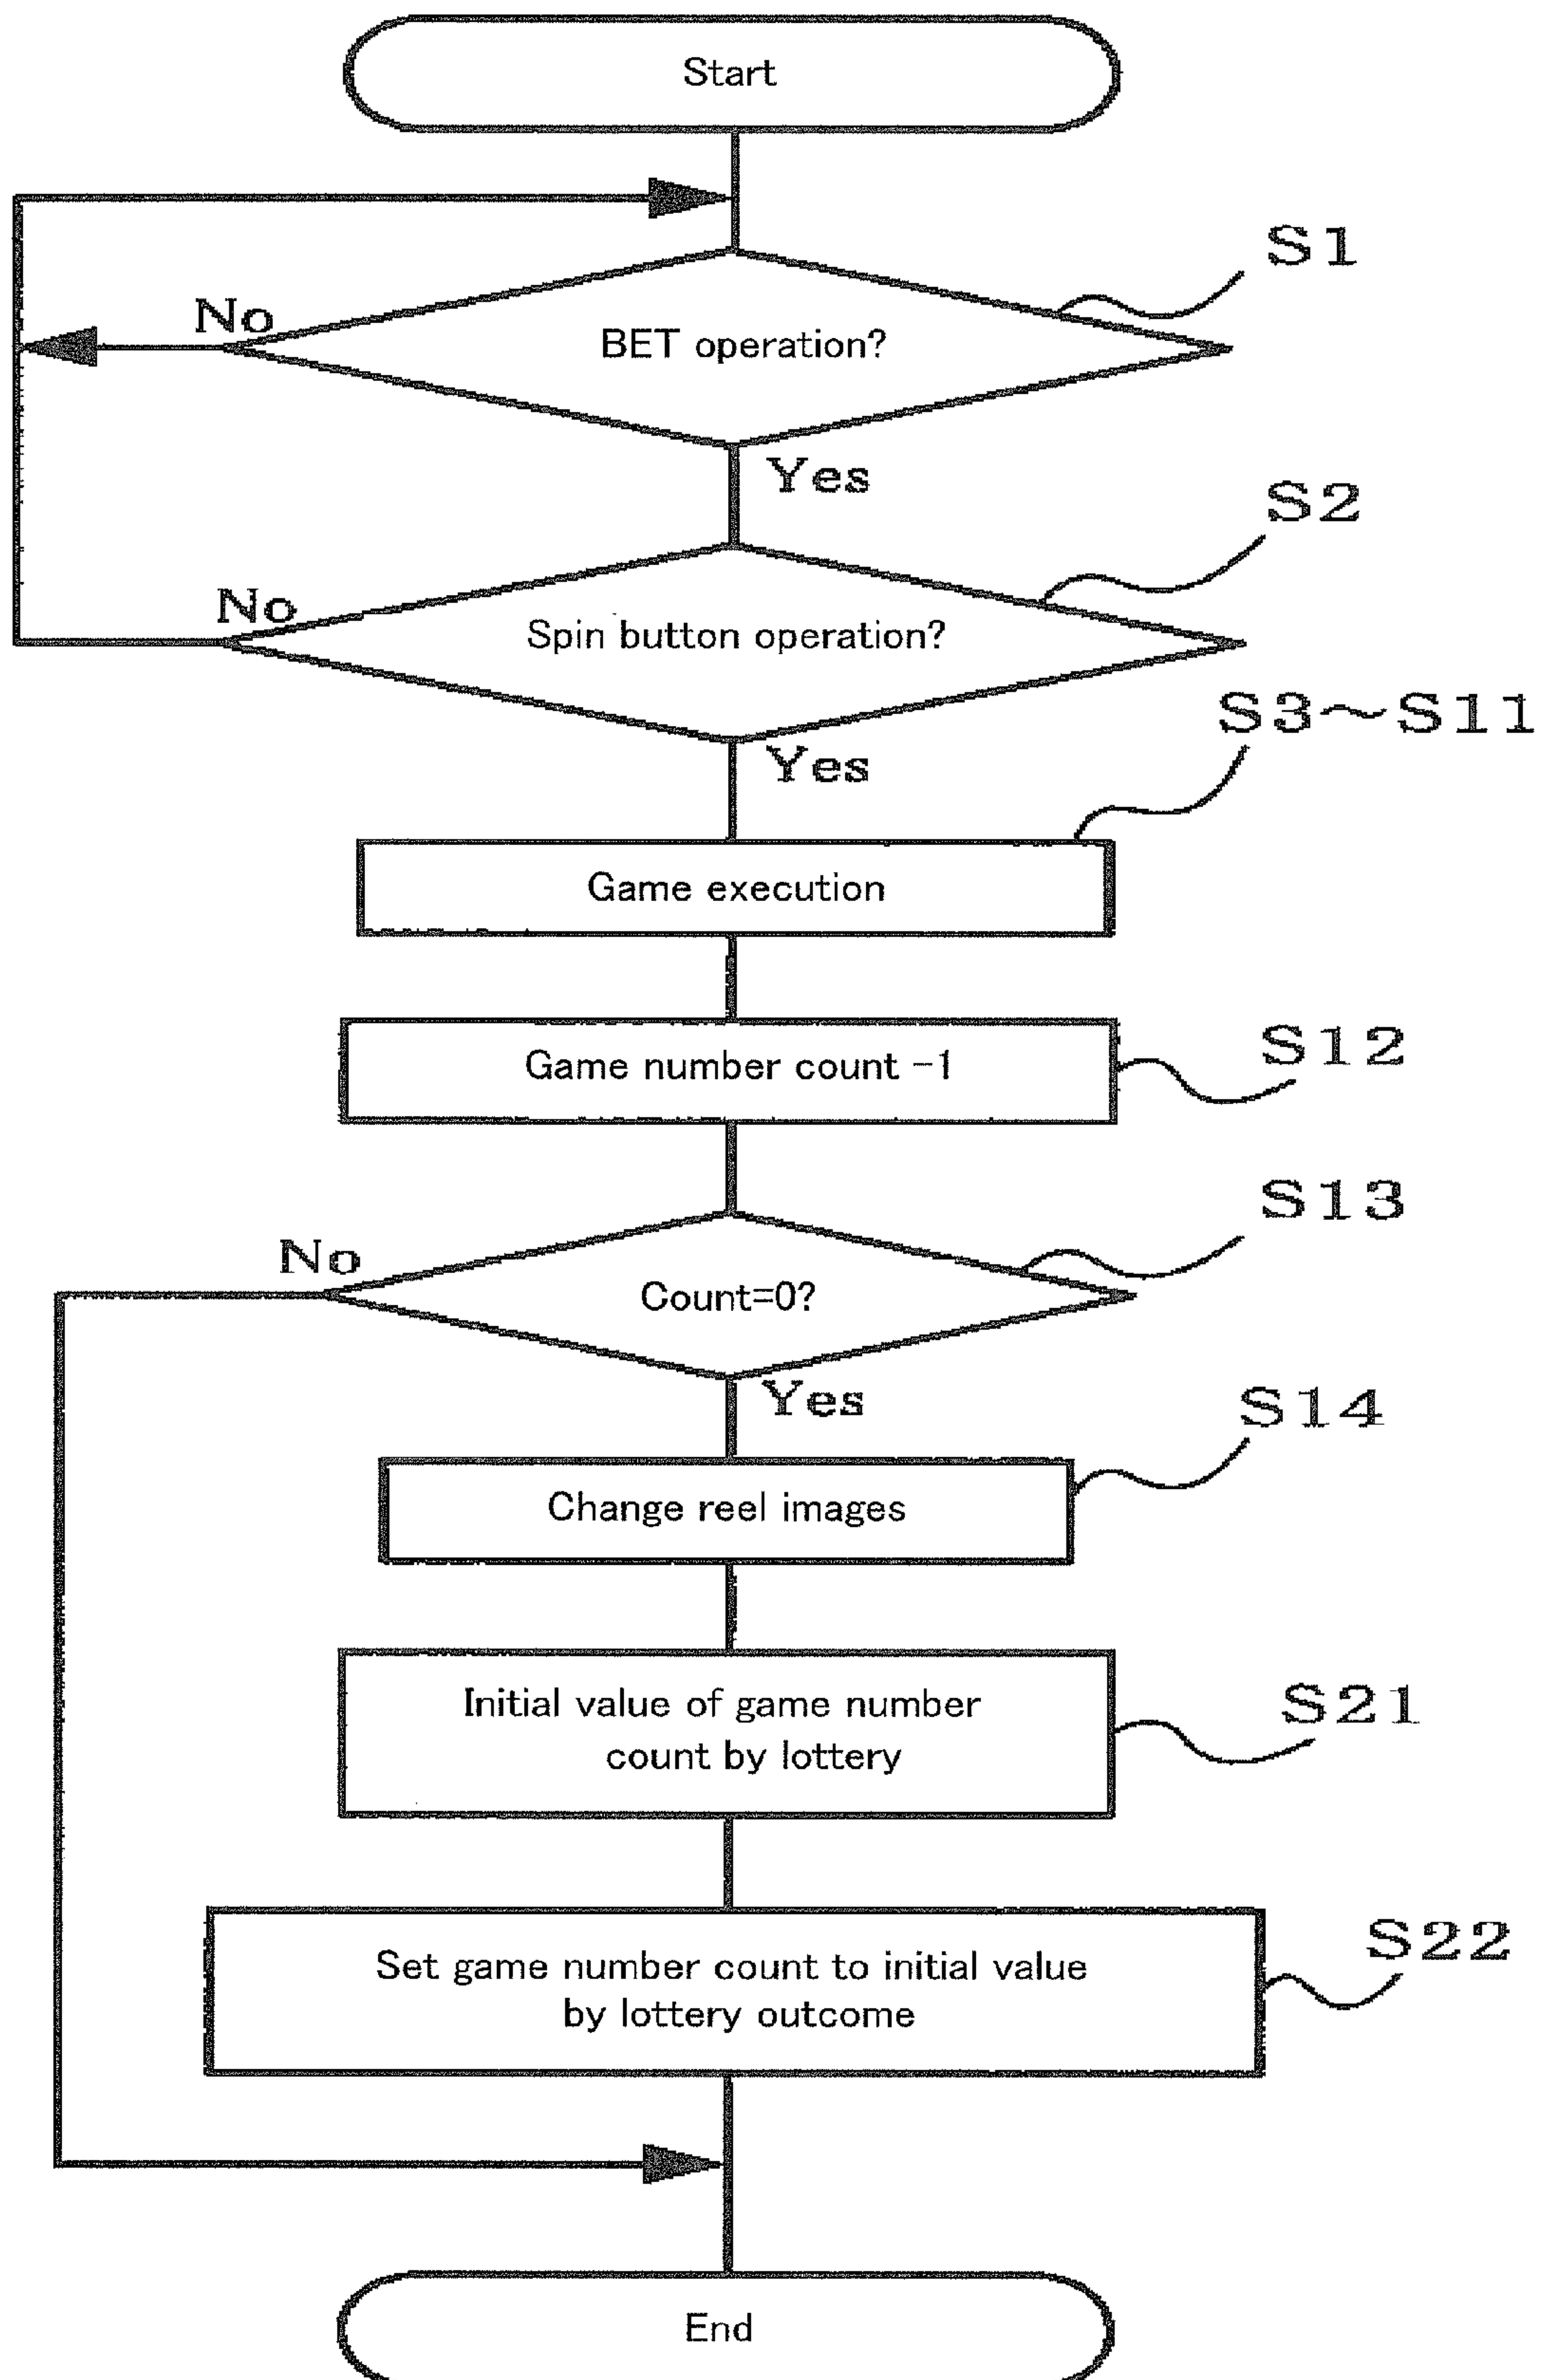 Start
S1
No
BET operation?
Yes
S2
No
Spin button operation?
S3～S11
Yes
Game execution
Game number count -1
S12
S13
No
Count=0?
Yes
S14
Change reel images
Initial value of game number
count by lottery
S21
Set game number count to initial value
by lottery outcome
S22
End